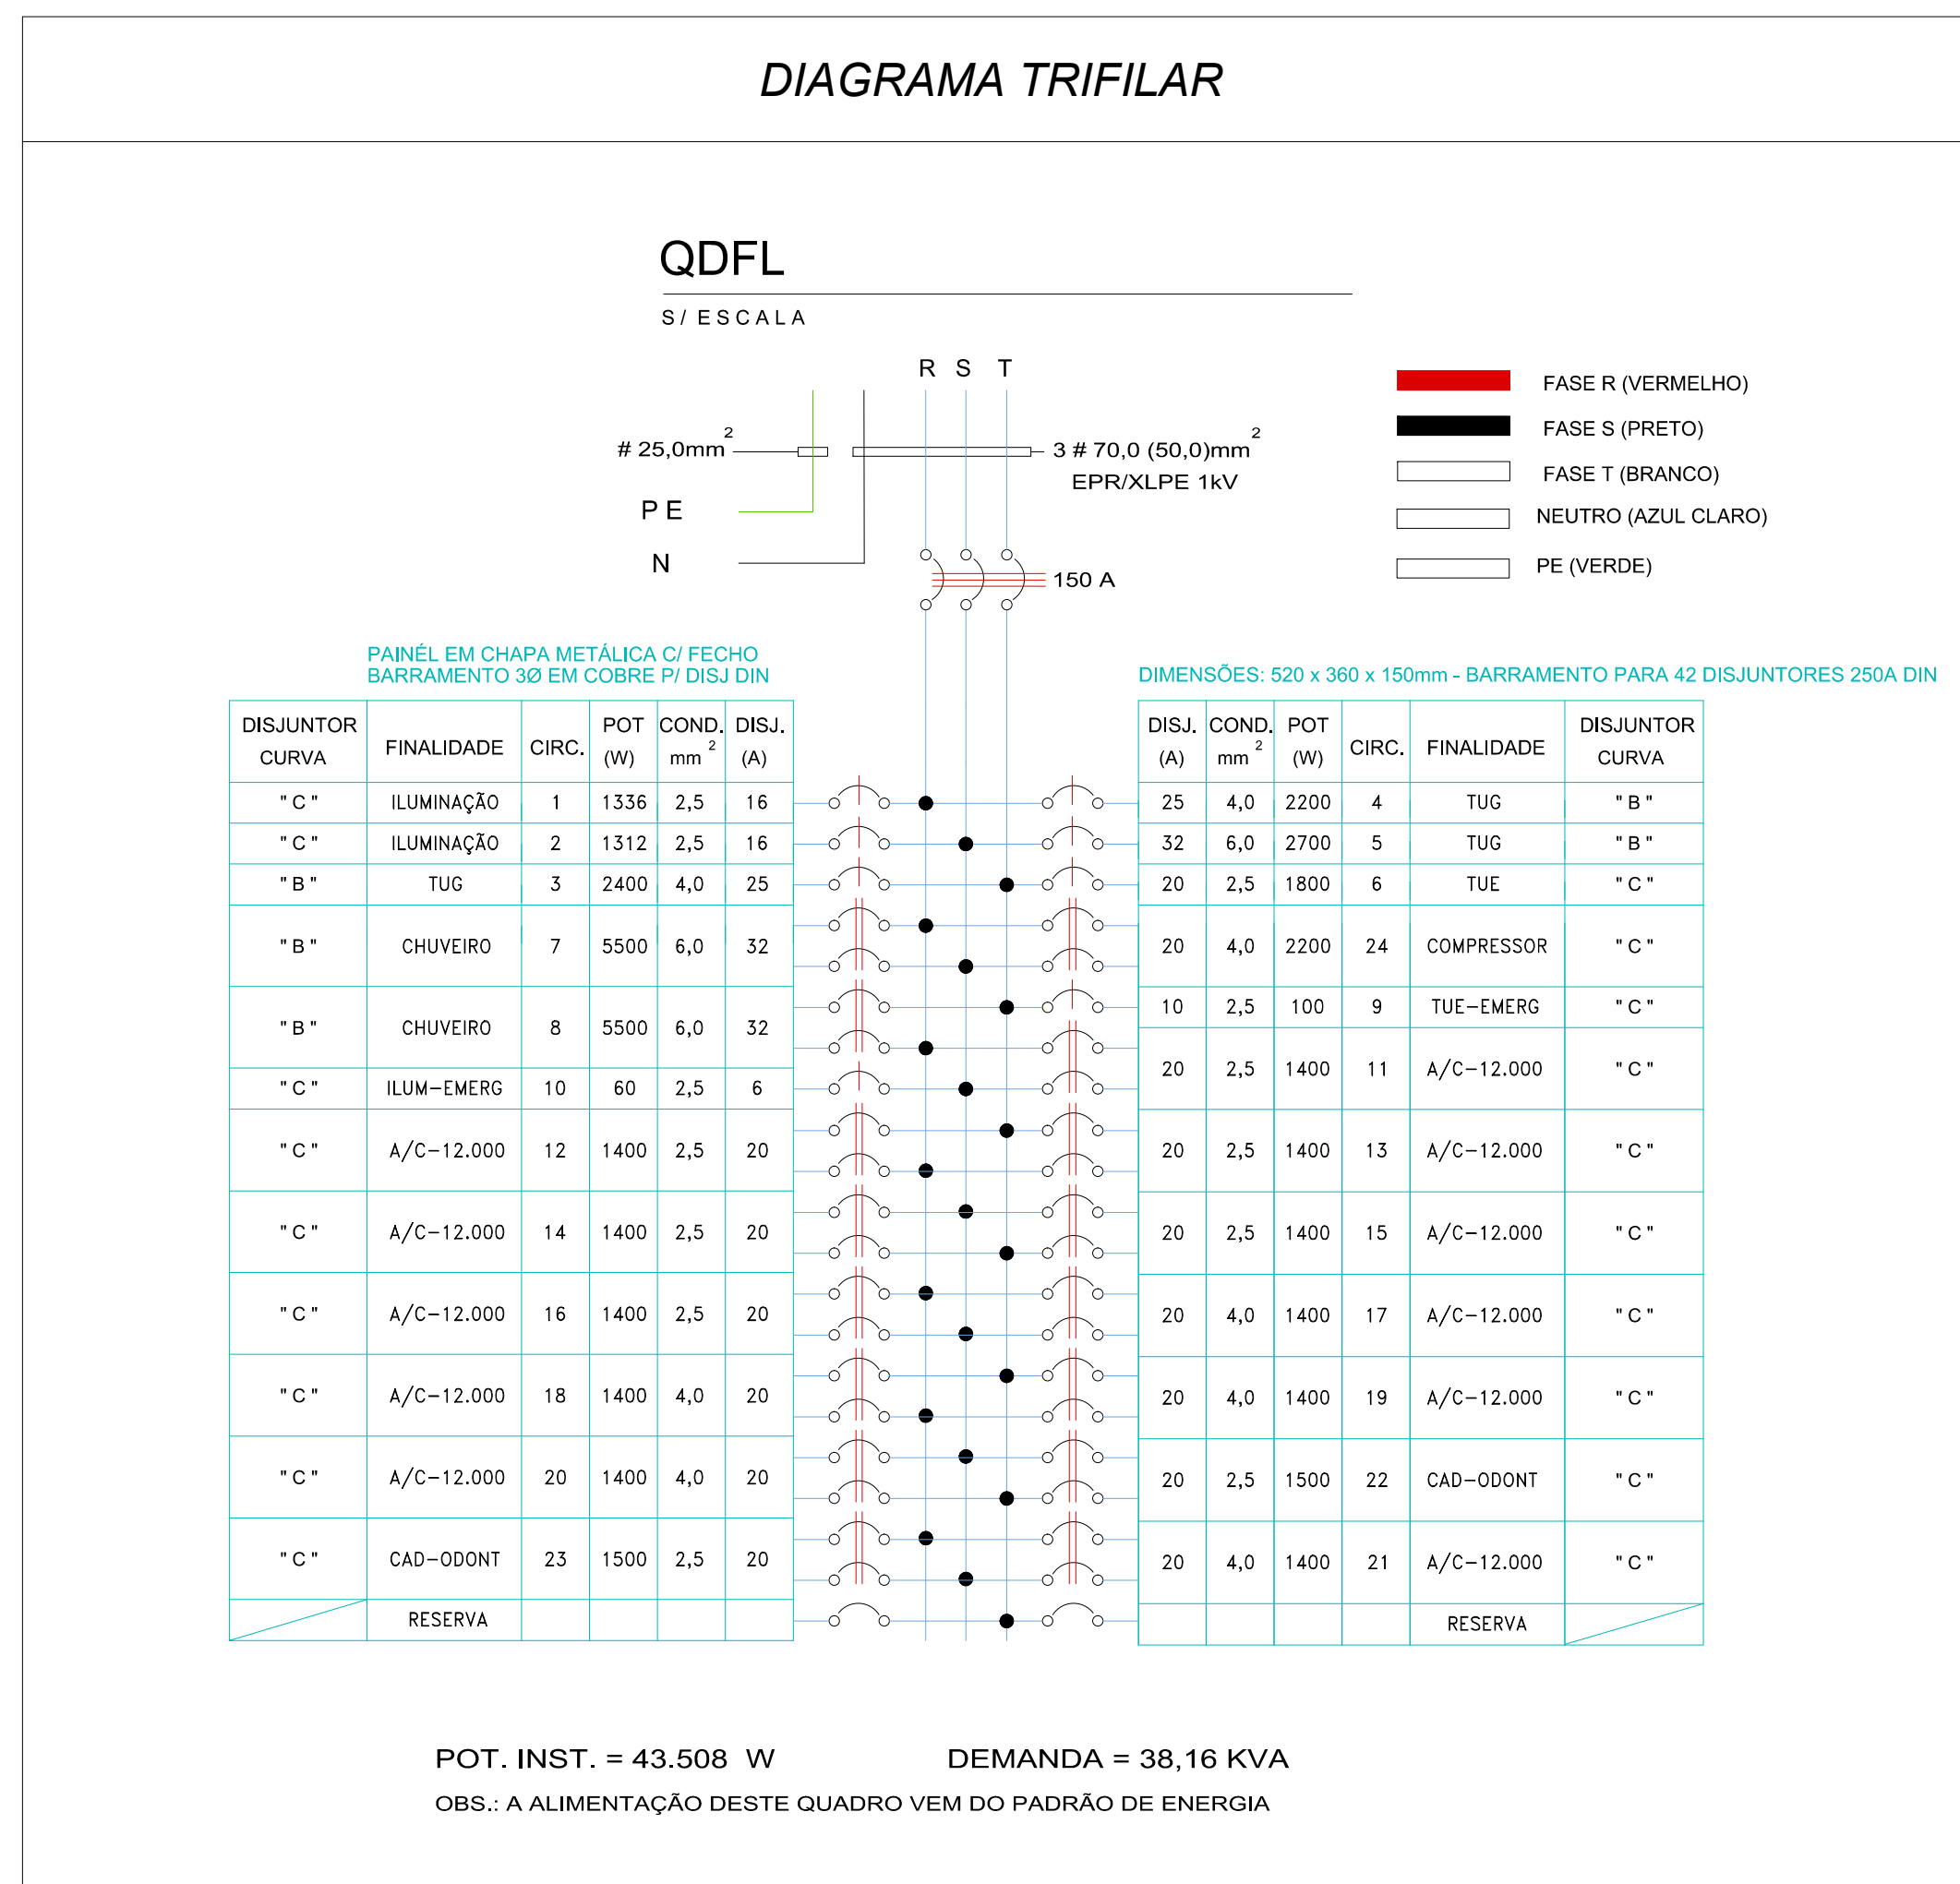 DIAGRAMA TRIFILAR
QDFL
S/ ESCALA
R S T
# 25,0mm²
3 # 70,0 (50,0)mm²
EPR/XLPE 1kV
PE
N
150 A
FASE R (VERMELHO)
FASE S (PRETO)
FASE T (BRANCO)
NEUTRO (AZUL CLARO)
PE (VERDE)
PAINÉL EM CHAPA METÁLICA C/ FECHO
BARRAMENTO 3Ø EM COBRE P/ DISJ DIN
DISJUNTOR CURVA FINALIDADE CIRC. POT (W) COND. mm² DISJ. (A)
"C" ILUMINAÇÃO 1 1336 2,5 16
"C" ILUMINAÇÃO 2 1312 2,5 16
"B" TUG 3 2400 4,0 25
"B" CHUVEIRO 7 5500 6,0 32
"B" CHUVEIRO 8 5500 6,0 32
"C" ILUM-EMERG 10 60 2,5 6
"C" A/C-12.000 12 1400 2,5 20
"C" A/C-12.000 14 1400 2,5 20
"C" A/C-12.000 16 1400 2,5 20
"C" A/C-12.000 18 1400 4,0 20
"C" A/C-12.000 20 1400 4,0 20
"C" CAD-ODONT 23 1500 2,5 20
RESERVA
DIMENSÕES: 520 x 360 x 150mm - BARRAMENTO PARA 42 DISJUNTORES 250A DIN
DISJ. (A) COND. mm² POT (W) CIRC. FINALIDADE DISJUNTOR CURVA
25 4,0 2200 4 TUG "B"
32 6,0 2700 5 TUG "B"
20 2,5 1800 6 TUE "C"
20 4,0 2200 24 COMPRESSOR "C"
10 2,5 100 9 TUE-EMERG "C"
20 2,5 1400 11 A/C-12.000 "C"
20 2,5 1400 13 A/C-12.000 "C"
20 2,5 1400 15 A/C-12.000 "C"
20 4,0 1400 17 A/C-12.000 "C"
20 4,0 1400 19 A/C-12.000 "C"
20 2,5 1500 22 CAD-ODONT "C"
20 4,0 1400 21 A/C-12.000 "C"
RESERVA
POT. INST. = 43.508 W
DEMANDA = 38,16 KVA
OBS.: A ALIMENTAÇÃO DESTE QUADRO VEM DO PADRÃO DE ENERGIA